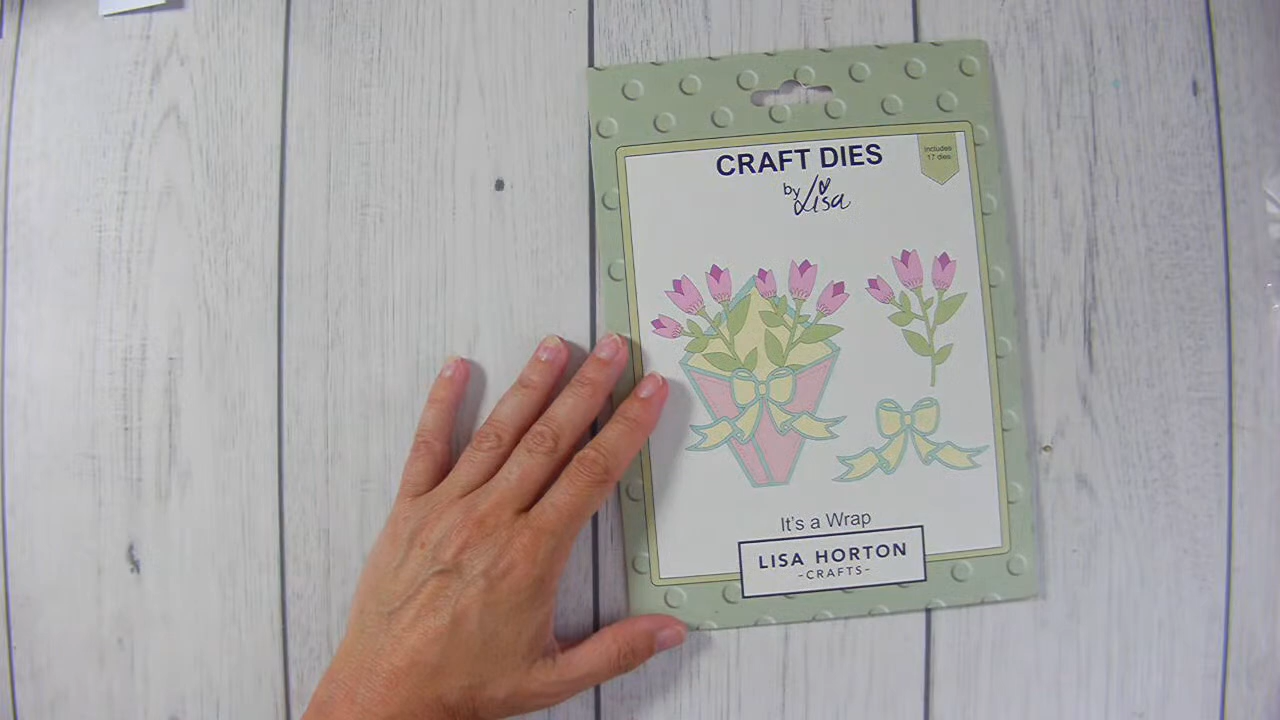 CRAFT DIES
by Lisa
Includes
17 dies
It's a Wrap
LISA HORTON
-CRAFTS-